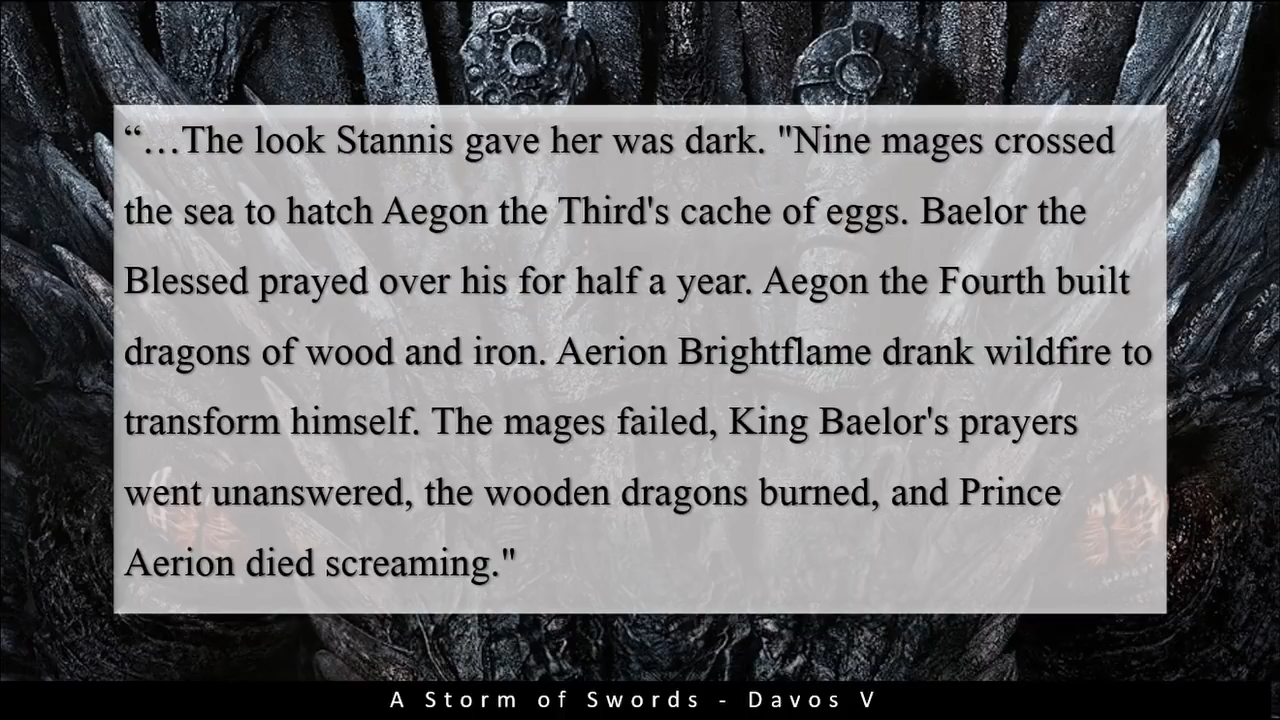 “…The look Stannis gave her was dark. "Nine mages crossed
the sea to hatch Aegon the Third's cache of eggs. Baelor the
Blessed prayed over his for half a year. Aegon the Fourth built
dragons of wood and iron. Aerion Brightflame drank wildfire to
transform himself. The mages failed, King Baelor's prayers
went unanswered, the wooden dragons burned, and Prince
Aerion died screaming."
A Storm of Swords - Davos V